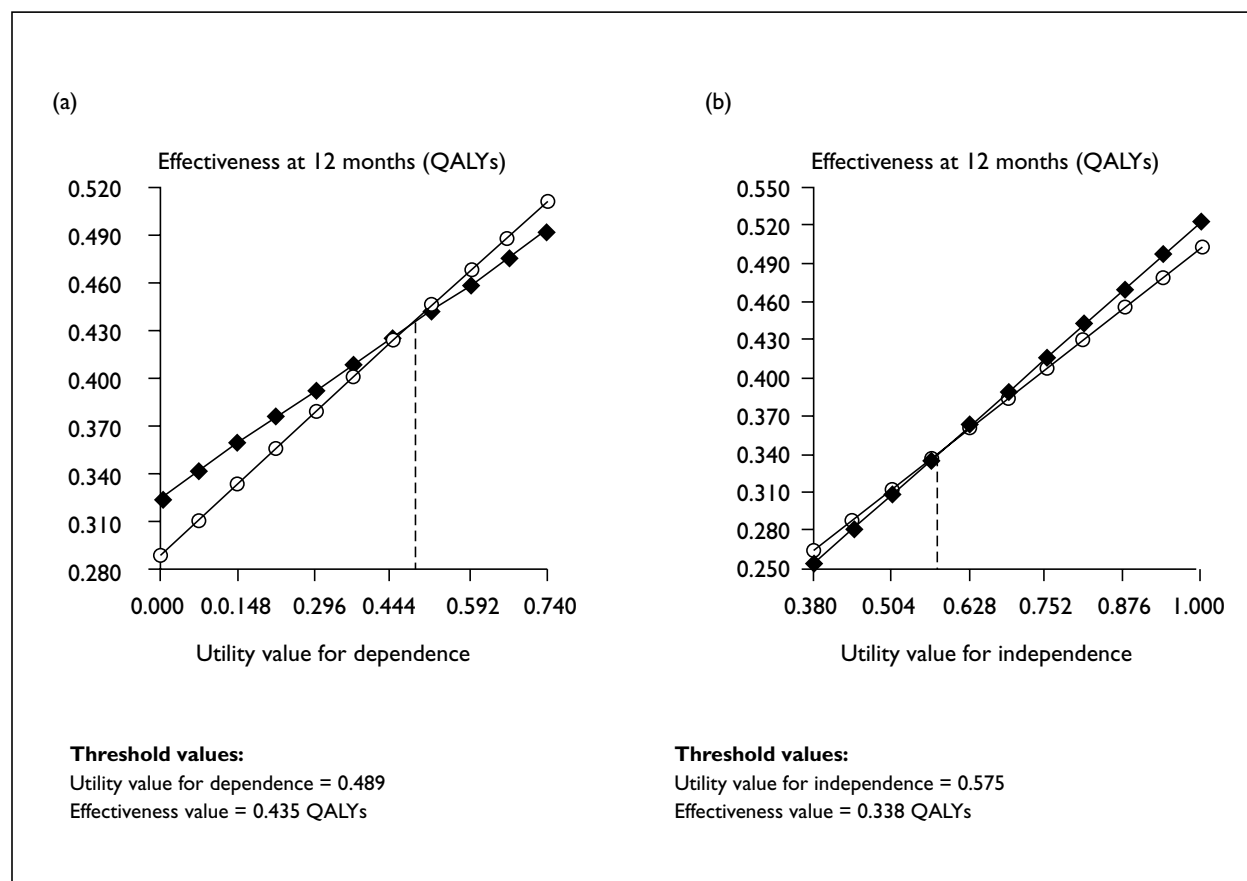 (a)
Effectiveness at 12 months (QALYs)
0.520
0.490
0.460
0.430
0.400
0.370
0.340
0.310
0.280
0.000 0.0.148 0.296 0.444 0.592 0.740
Utility value for dependence
Threshold values:
Utility value for dependence = 0.489
Effectiveness value = 0.435 QALYs
(b)
Effectiveness at 12 months (QALYs)
0.550
0.520
0.490
0.460
0.430
0.400
0.370
0.340
0.310
0.280
0.250
0.380 0.504 0.628 0.752 0.876 1.000
Utility value for independence
Threshold values:
Utility value for independence = 0.575
Effectiveness value = 0.338 QALYs